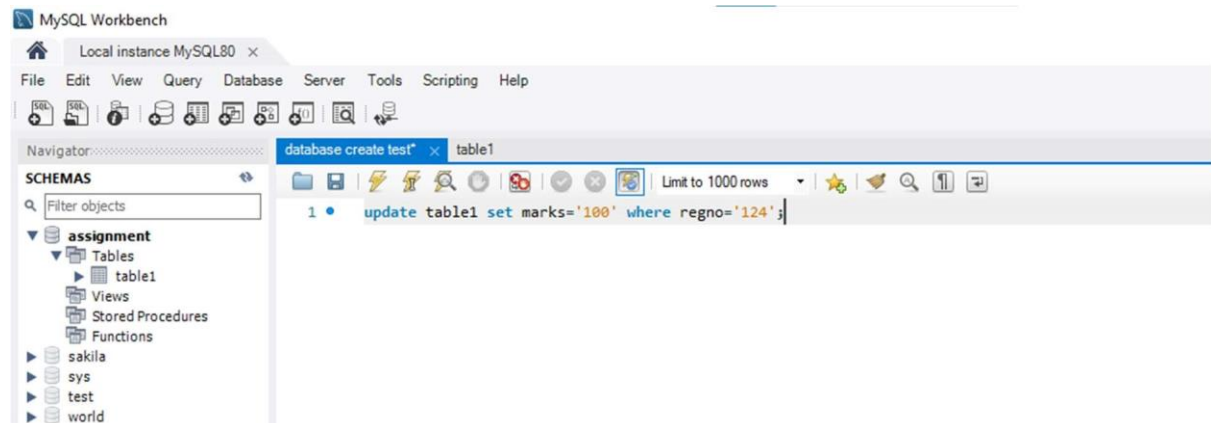 MySQL Workbench
Local instance MySQL80 ×
File Edit View Query Database Server Tools Scripting Help
Navigator
SCHEMAS
Filter objects
assignment
Tables
table1
Views
Stored Procedures
Functions
sakila
sys
test
world
database create test* × table1
Limit to 1000 rows
1 update table1 set marks='100' where regno='124';